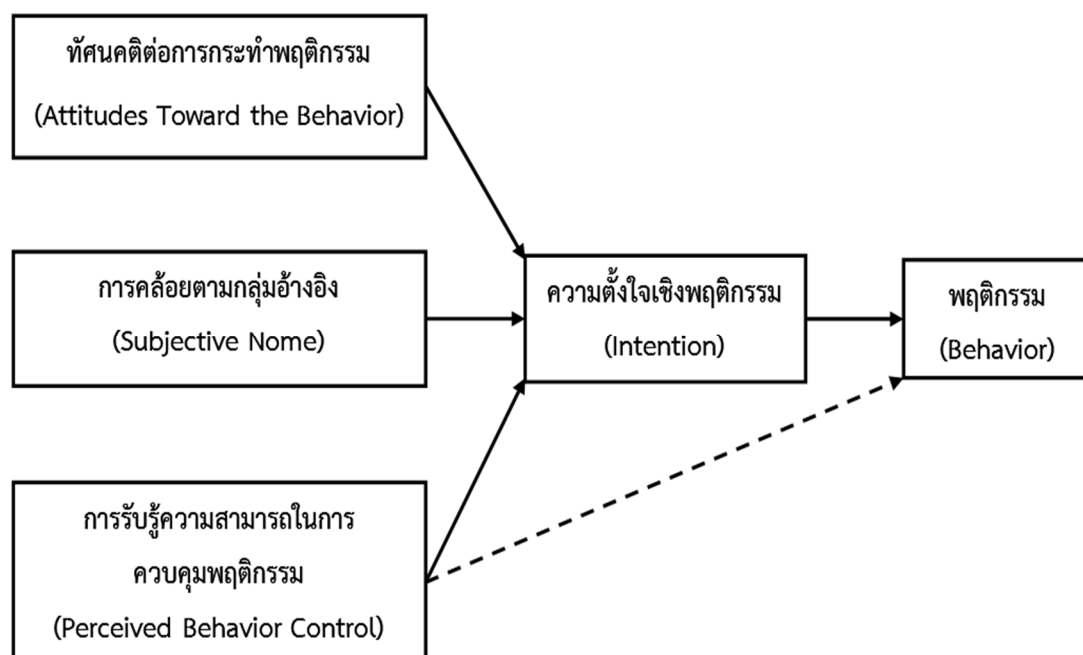 ทัศนคติต่อการกระทำพฤติกรรม
(Attitudes Toward the Behavior)
การคล้อยตามกลุ่มอ้างอิง
(Subjective Nome)
การรับรู้ความสามารถในการ
ควบคุมพฤติกรรม
(Perceived Behavior Control)
ความตั้งใจเชิงพฤติกรรม
(Intention)
พฤติกรรม
(Behavior)